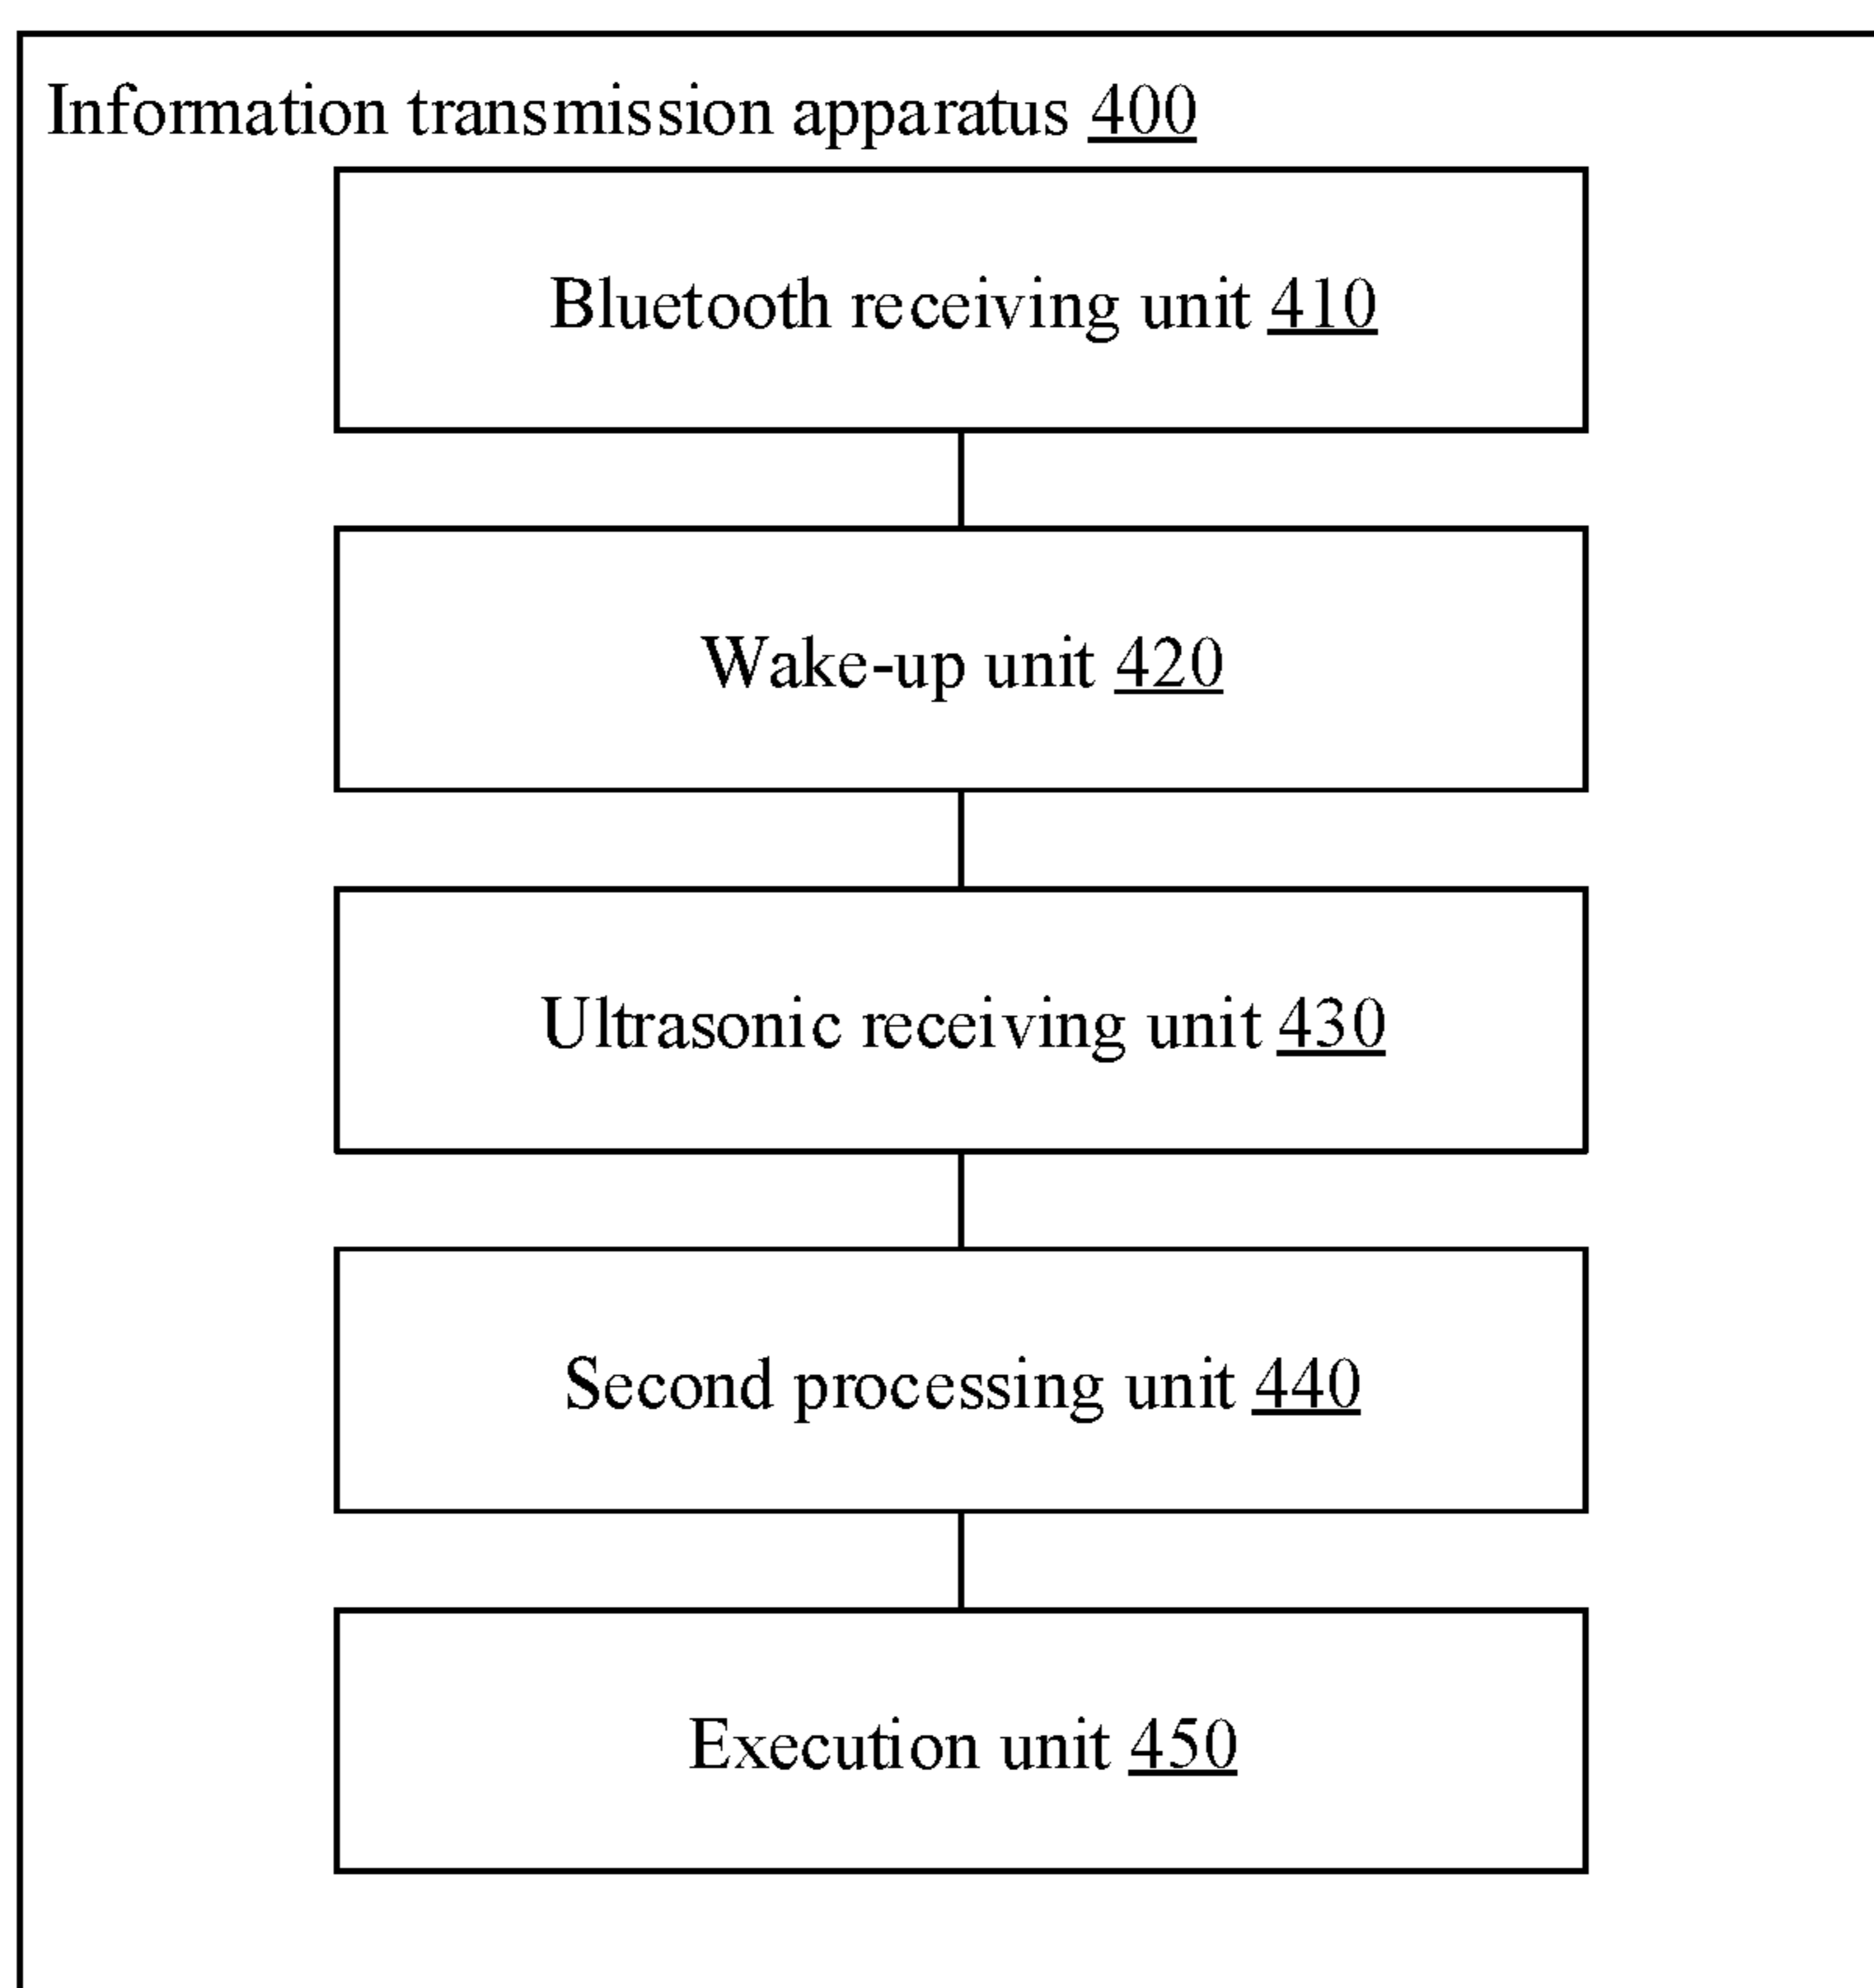 Information transmission apparatus 400
Bluetooth receiving unit 410
Wake-up unit 420
Ultrasonic receiving unit 430
Second processing unit 440
Execution unit 450